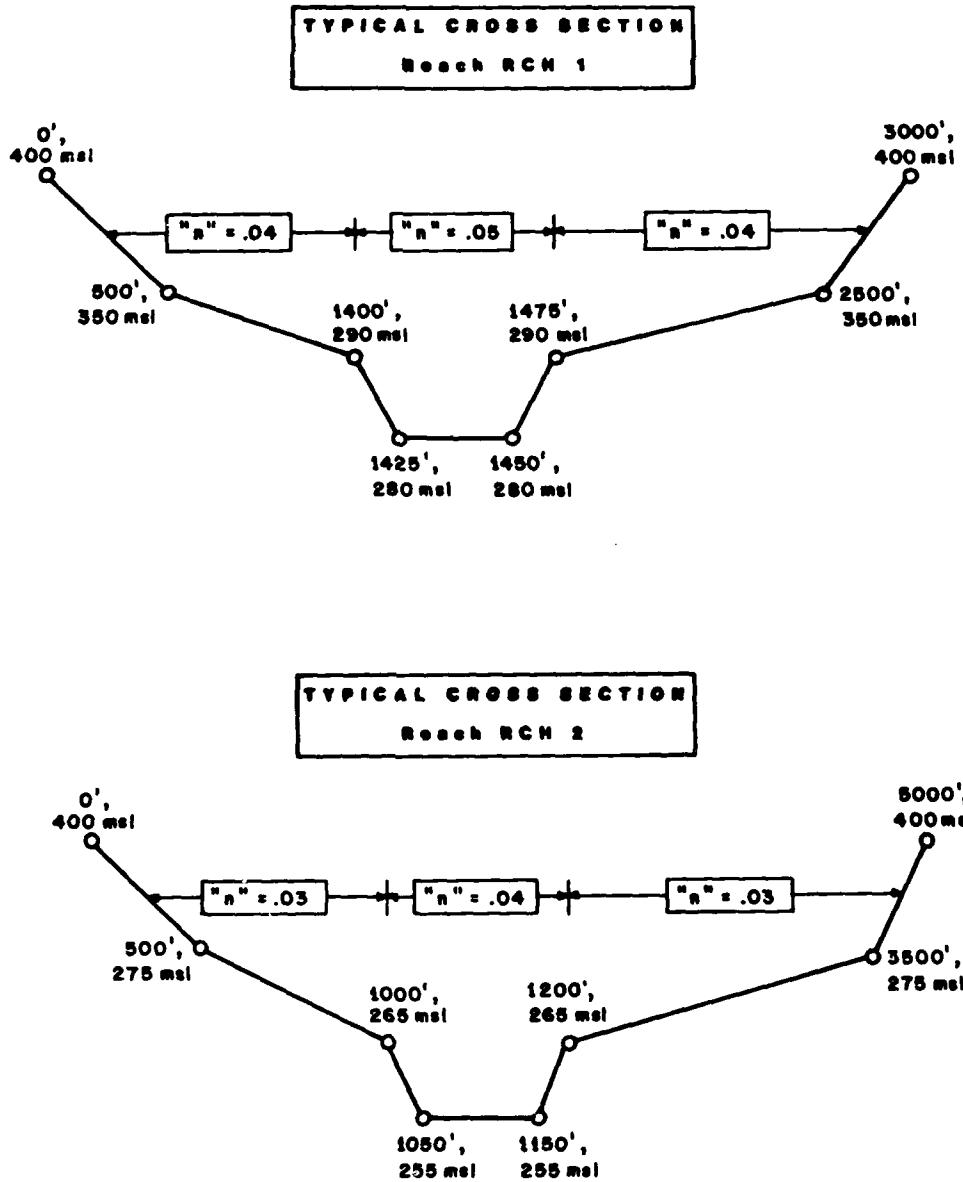 TYPICAL CROSS SECTION
Reach RCH 1
0',
400 msl
3000',
400 msl
"n" = .04
"n" = .05
"n" = .04
500',
350 msl
1400',
290 msl
1475',
290 msl
2500',
350 msl
1425',
280 msl
1450',
280 msl
TYPICAL CROSS SECTION
Reach RCH 2
0',
400 msl
5000',
400 ms
"n" = .03
"n" = .04
"n" = .03
500',
275 msl
1000',
265 msl
1200',
265 msl
3500',
275 msl
1050',
255 msl
1150',
255 msl